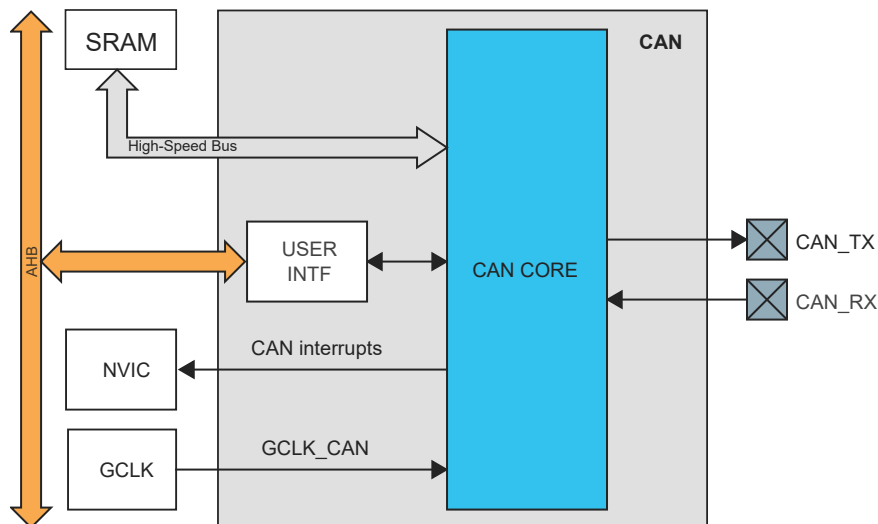 SRAM
CAN
High-Speed Bus
AHB
USER
INTF
CAN CORE
CAN_TX
CAN_RX
CAN interrupts
NVIC
GCLK_CAN
GCLK